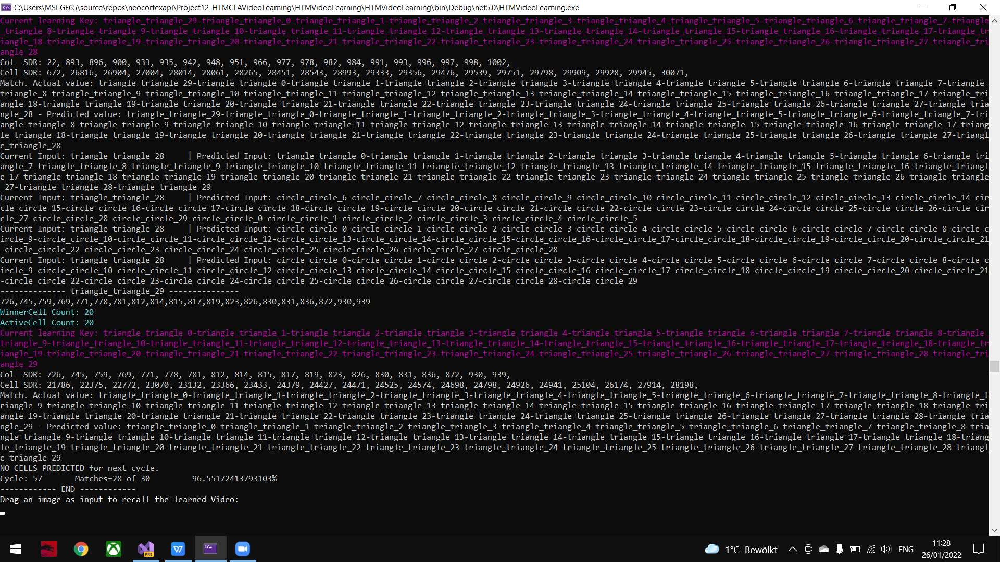 C:\Users\MSI GF65\source\repos\neocortexapi\Project12_HTMCLAVideoLearning\HTMVideoLearning\HTMVideoLearning\bin\Debug\net5.0\HTMVideoLearning.exe
Current learning Key: triangle_triangle_29-triangle_triangle_0-triangle_triangle_1-triangle_triangle_2-triangle_triangle_3-triangle_triangle_4-triangle_triangle_5-triangle_triangle_6-triangle_triangle_7-triangle
_triangle_8-triangle_triangle_9-triangle_triangle_10-triangle_triangle_11-triangle_triangle_12-triangle_triangle_13-triangle_triangle_14-triangle_triangle_15-triangle_triangle_16-triangle_triangle_17-triangle_tr
iangle_18-triangle_triangle_19-triangle_triangle_20-triangle_triangle_21-triangle_triangle_22-triangle_triangle_23-triangle_triangle_24-triangle_triangle_25-triangle_triangle_26-triangle_triangle_27-triangle_tri
angle_28
Col  SDR: 22, 893, 896, 900, 933, 935, 942, 948, 951, 966, 977, 978, 982, 984, 991, 993, 996, 997, 998, 1002,
Cell SDR: 672, 26816, 26904, 27004, 28014, 28061, 28265, 28451, 28543, 28993, 29333, 29356, 29476, 29539, 29751, 29798, 29909, 29928, 29945, 30071,
Match. Actual value: triangle_triangle_29-triangle_triangle_0-triangle_triangle_1-triangle_triangle_2-triangle_triangle_3-triangle_triangle_4-triangle_triangle_5-triangle_triangle_6-triangle_triangle_7-triangle_
triangle_8-triangle_triangle_9-triangle_triangle_10-triangle_triangle_11-triangle_triangle_12-triangle_triangle_13-triangle_triangle_14-triangle_triangle_15-triangle_triangle_16-triangle_triangle_17-triangle_tri
angle_18-triangle_triangle_19-triangle_triangle_20-triangle_triangle_21-triangle_triangle_22-triangle_triangle_23-triangle_triangle_24-triangle_triangle_25-triangle_triangle_26-triangle_triangle_27-triangle_tria
ngle_28 - Predicted value: triangle_triangle_29-triangle_triangle_0-triangle_triangle_1-triangle_triangle_2-triangle_triangle_3-triangle_triangle_4-triangle_triangle_5-triangle_triangle_6-triangle_triangle_7-tri
angle_triangle_8-triangle_triangle_9-triangle_triangle_10-triangle_triangle_11-triangle_triangle_12-triangle_triangle_13-triangle_triangle_14-triangle_triangle_15-triangle_triangle_16-triangle_triangle_17-triang
le_triangle_18-triangle_triangle_19-triangle_triangle_20-triangle_triangle_21-triangle_triangle_22-triangle_triangle_23-triangle_triangle_24-triangle_triangle_25-triangle_triangle_26-triangle_triangle_27-triangl
e_triangle_28
Current Input: triangle_triangle_28     | Predicted Input: triangle_triangle_0-triangle_triangle_1-triangle_triangle_2-triangle_triangle_3-triangle_triangle_4-triangle_triangle_5-triangle_triangle_6-triangle_tri
angle_7-triangle_triangle_8-triangle_triangle_9-triangle_triangle_10-triangle_triangle_11-triangle_triangle_12-triangle_triangle_13-triangle_triangle_14-triangle_triangle_15-triangle_triangle_16-triangle_triangl
e_17-triangle_triangle_18-triangle_triangle_19-triangle_triangle_20-triangle_triangle_21-triangle_triangle_22-triangle_triangle_23-triangle_triangle_24-triangle_triangle_25-triangle_triangle_26-triangle_triangle
_27-triangle_triangle_28-triangle_triangle_29
Current Input: triangle_triangle_28     | Predicted Input: circle_circle_6-circle_circle_7-circle_circle_8-circle_circle_9-circle_circle_10-circle_circle_11-circle_circle_12-circle_circle_13-circle_circle_14-cir
cle_circle_15-circle_circle_16-circle_circle_17-circle_circle_18-circle_circle_19-circle_circle_20-circle_circle_21-circle_circle_22-circle_circle_23-circle_circle_24-circle_circle_25-circle_circle_26-circle_cir
cle_27-circle_circle_28-circle_circle_29-circle_circle_0-circle_circle_1-circle_circle_2-circle_circle_3-circle_circle_4-circle_circle_5
Current Input: triangle_triangle_28     | Predicted Input: circle_circle_0-circle_circle_1-circle_circle_2-circle_circle_3-circle_circle_4-circle_circle_5-circle_circle_6-circle_circle_7-circle_circle_8-circle_c
ircle_9-circle_circle_10-circle_circle_11-circle_circle_12-circle_circle_13-circle_circle_14-circle_circle_15-circle_circle_16-circle_circle_17-circle_circle_18-circle_circle_19-circle_circle_20-circle_circle_21
-circle_circle_22-circle_circle_23-circle_circle_24-circle_circle_25-circle_circle_26-circle_circle_27-circle_circle_28
Current Input: triangle_triangle_28     | Predicted Input: circle_circle_0-circle_circle_1-circle_circle_2-circle_circle_3-circle_circle_4-circle_circle_5-circle_circle_6-circle_circle_7-circle_circle_8-circle_c
ircle_9-circle_circle_10-circle_circle_11-circle_circle_12-circle_circle_13-circle_circle_14-circle_circle_15-circle_circle_16-circle_circle_17-circle_circle_18-circle_circle_19-circle_circle_20-circle_circle_21
-circle_circle_22-circle_circle_23-circle_circle_24-circle_circle_25-circle_circle_26-circle_circle_27-circle_circle_28-circle_circle_29
-------------- triangle_triangle_29 ---------------
726,745,759,769,771,778,781,812,814,815,817,819,823,826,830,831,836,872,930,939
WinnerCell Count: 20
ActiveCell Count: 20
Current learning Key: triangle_triangle_0-triangle_triangle_1-triangle_triangle_2-triangle_triangle_3-triangle_triangle_4-triangle_triangle_5-triangle_triangle_6-triangle_triangle_7-triangle_triangle_8-triangle_
triangle_9-triangle_triangle_10-triangle_triangle_11-triangle_triangle_12-triangle_triangle_13-triangle_triangle_14-triangle_triangle_15-triangle_triangle_16-triangle_triangle_17-triangle_triangle_18-triangle_tr
iangle_19-triangle_triangle_20-triangle_triangle_21-triangle_triangle_22-triangle_triangle_23-triangle_triangle_24-triangle_triangle_25-triangle_triangle_26-triangle_triangle_27-triangle_triangle_28-triangle_tri
angle_29
Col  SDR: 726, 745, 759, 769, 771, 778, 781, 812, 814, 815, 817, 819, 823, 826, 830, 831, 836, 872, 930, 939,
Cell SDR: 21786, 22375, 22772, 23070, 23132, 23366, 23433, 24379, 24427, 24471, 24525, 24574, 24698, 24798, 24926, 24941, 25104, 26174, 27914, 28198,
Match. Actual value: triangle_triangle_0-triangle_triangle_1-triangle_triangle_2-triangle_triangle_3-triangle_triangle_4-triangle_triangle_5-triangle_triangle_6-triangle_triangle_7-triangle_triangle_8-triangle_t
riangle_9-triangle_triangle_10-triangle_triangle_11-triangle_triangle_12-triangle_triangle_13-triangle_triangle_14-triangle_triangle_15-triangle_triangle_16-triangle_triangle_17-triangle_triangle_18-triangle_tri
angle_19-triangle_triangle_20-triangle_triangle_21-triangle_triangle_22-triangle_triangle_23-triangle_triangle_24-triangle_triangle_25-triangle_triangle_26-triangle_triangle_27-triangle_triangle_28-triangle_tria
ngle_29 - Predicted value: triangle_triangle_0-triangle_triangle_1-triangle_triangle_2-triangle_triangle_3-triangle_triangle_4-triangle_triangle_5-triangle_triangle_6-triangle_triangle_7-triangle_triangle_8-tria
ngle_triangle_9-triangle_triangle_10-triangle_triangle_11-triangle_triangle_12-triangle_triangle_13-triangle_triangle_14-triangle_triangle_15-triangle_triangle_16-triangle_triangle_17-triangle_triangle_18-triang
le_triangle_19-triangle_triangle_20-triangle_triangle_21-triangle_triangle_22-triangle_triangle_23-triangle_triangle_24-triangle_triangle_25-triangle_triangle_26-triangle_triangle_27-triangle_triangle_28-triangl
e_triangle_29
NO CELLS PREDICTED for next cycle.
Cycle: 57       Matches=28 of 30         96.55172413793103%
------------ END ------------
Drag an image as input to recall the learned Video:
PRE
W
C:\.
1°C Bewölkt
ENG
11:28
26/01/2022